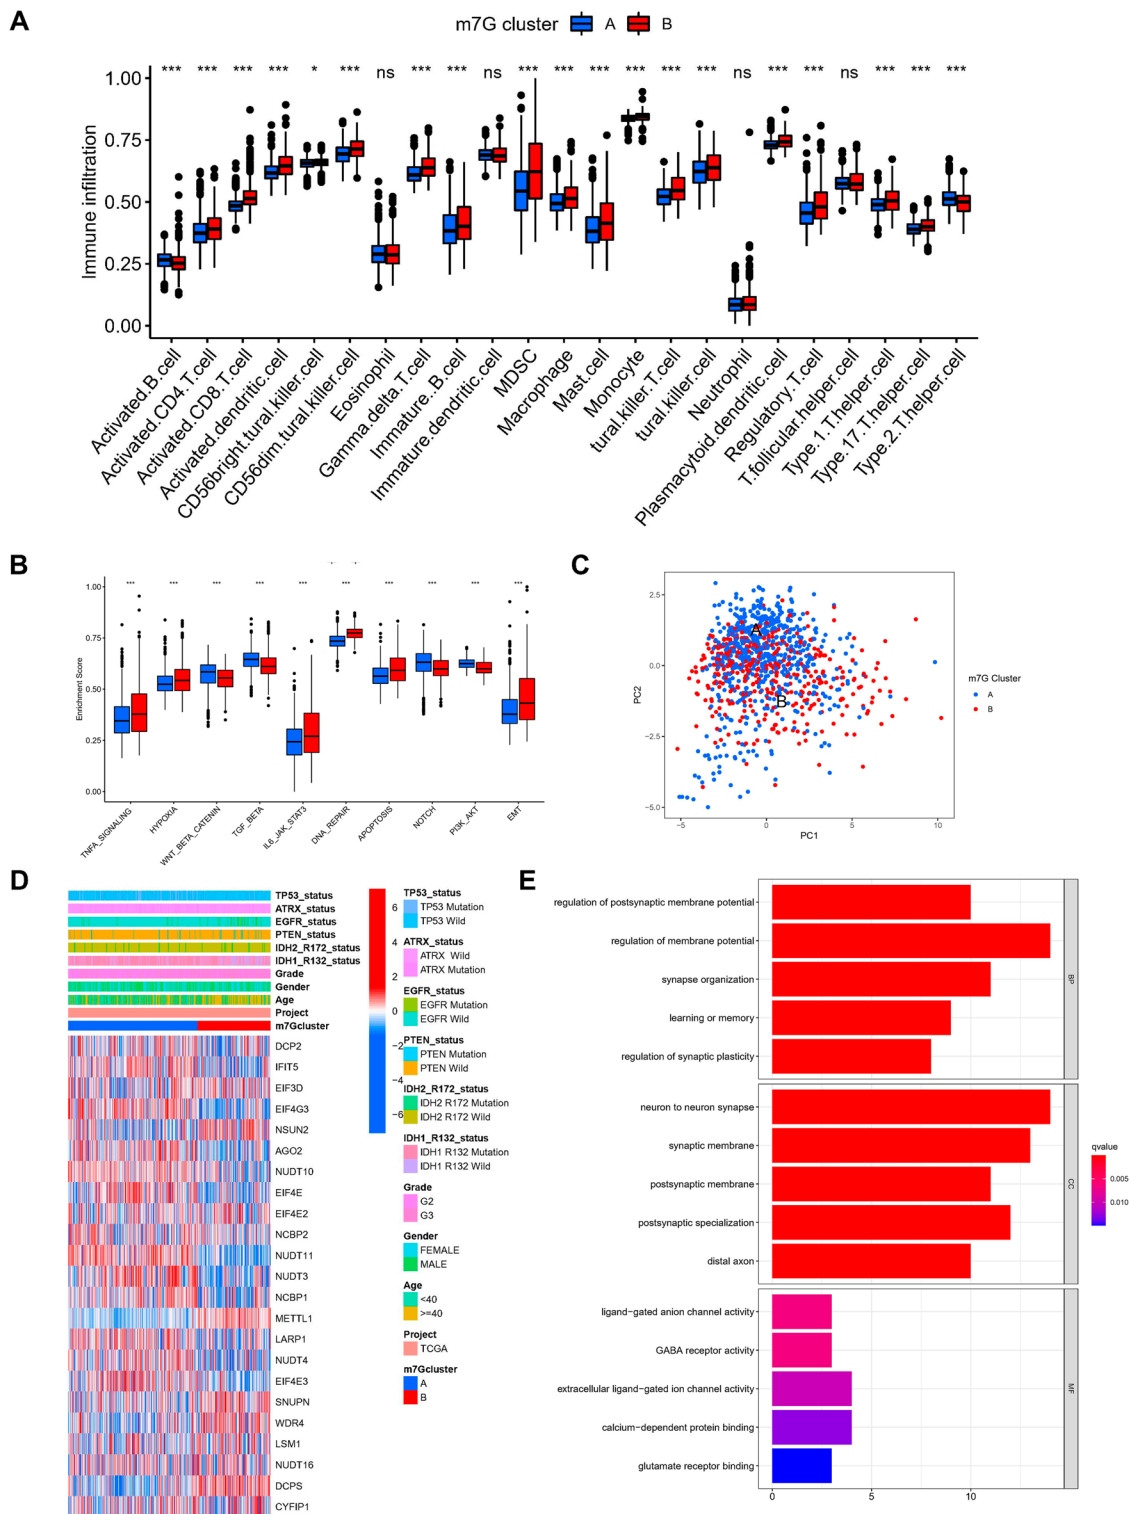 A
m7G cluster A B
*** *** *** *** * *** ns *** *** ns *** *** *** *** *** *** ns *** *** ns *** *** ***
Immune infiltration
1.00
0.75
0.50
0.25
0.00
Activated.B.cell
Activated.CD4.T.cell
Activated.CD8.T.cell
Activated.dendritic.cell
CD56bright.tural.killer.cell
CD56dim.tural.killer.cell
Eosinophil
Gamma.delta.T.cell
Immature..B.cell
Immature.dendritic.cell
MDSC
Macrophage
Mast.cell
Monocyte
tural.killer.T.cell
tural.killer.cell
Neutrophil
Plasmacytoid.dendritic.cell
Regulatory.T.cell
T.follicular.helper.cell
Type.1.T.helper.cell
Type.17.T.helper.cell
Type.2.T.helper.cell
B
*** *** *** *** *** *** *** *** *** ***
Enrichment Score
1.00
0.75
0.50
0.25
0.00
TNFA_SIGNALING
HYPOXIA
WNT_BETA_CATENIN
TGF_BETA
IL6_JAK_STAT3
DNA_REPAIR
APOPTOSIS
NOTCH
PI3K_AKT
EMT
C
PC2
2.5
0.0
−2.5
−5.0
A
B
−5 0 5 10
PC1
m7G Cluster
A
B
D
TP53_status
ATRX_status
EGFR_status
PTEN_status
IDH2_R172_status
IDH1_R132_status
Grade
Gender
Age
Project
m7Gcluster
DCP2
IFIT5
EIF3D
EIF4G3
NSUN2
AGO2
NUDT10
EIF4E
EIF4E2
NCBP2
NUDT11
NUDT3
NCBP1
METTL1
LARP1
NUDT4
EIF4E3
SNUPN
WDR4
LSM1
NUDT16
DCPS
CYFIP1
6
4
2
0
−2
−4
−6
TP53_status
TP53 Mutation
TP53 Wild
ATRX_status
ATRX  Wild
ATRX Mutation
EGFR_status
EGFR Mutation
EGFR Wild
PTEN_status
PTEN Mutation
PTEN Wild
IDH2_R172_status
IDH2 R172 Mutation
IDH2 R172 Wild
IDH1_R132_status
IDH1 R132 Mutation
IDH1 R132 Wild
Grade
G2
G3
Gender
FEMALE
MALE
Age
<40
>=40
Project
TCGA
m7Gcluster
A
B
E
regulation of postsynaptic membrane potential
regulation of membrane potential
synapse organization
learning or memory
regulation of synaptic plasticity
BP
neuron to neuron synapse
synaptic membrane
postsynaptic membrane
postsynaptic specialization
distal axon
CC
ligand−gated anion channel activity
GABA receptor activity
extracellular ligand−gated ion channel activity
calcium−dependent protein binding
glutamate receptor binding
MF
0 5 10
qvalue
0.005
0.010